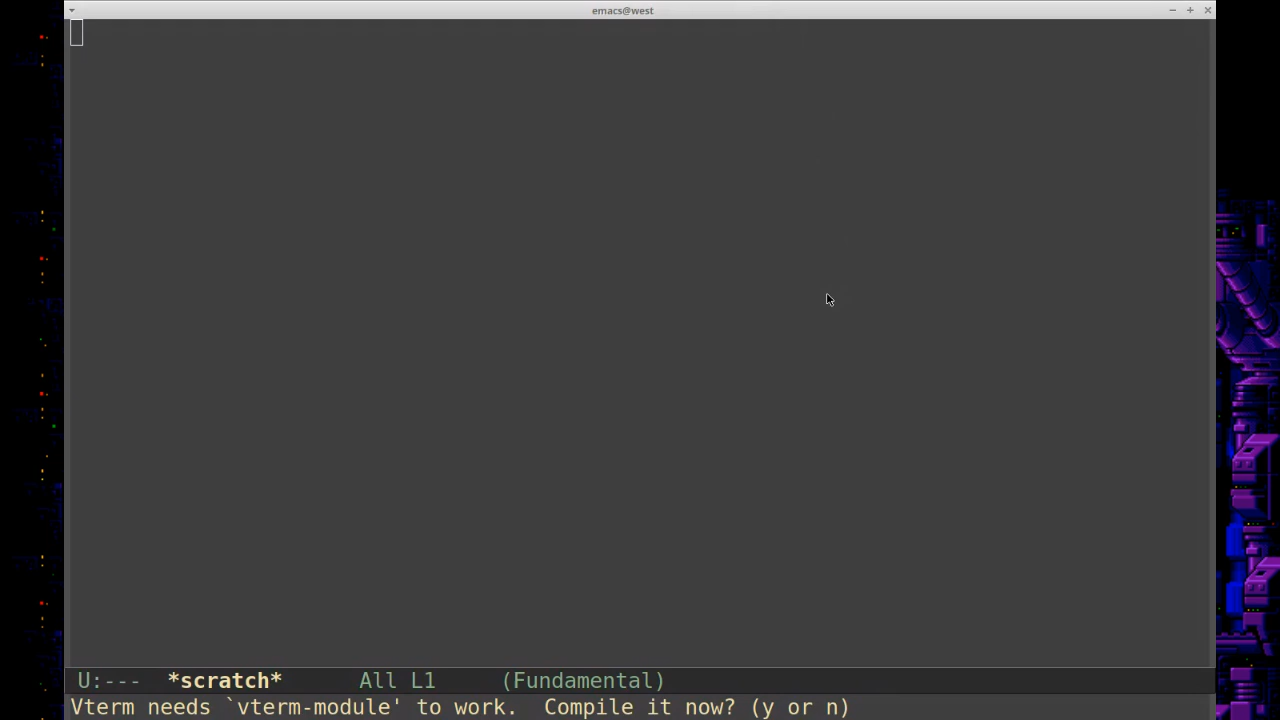 emacs@west
U:--- *scratch* All L1 (Fundamental)
Vterm needs `vterm-module' to work. Compile it now? (y or n)